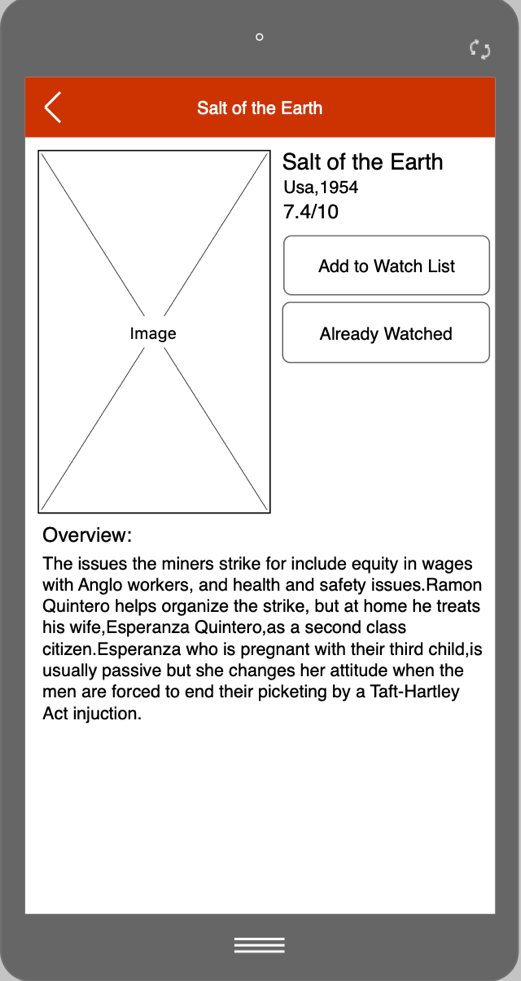 Salt of the Earth
Salt of the Earth
Usa,1954
7.4/10
Add to Watch List
Already Watched
Image
Overview:
The issues the miners strike for include equity in wages
with Anglo workers, and health and safety issues.Ramon
Quintero helps organize the strike, but at home he treats
his wife,Esperanza Quintero,as a second class
citizen.Esperanza who is pregnant with their third child,is
usually passive but she changes her attitude when the
men are forced to end their picketing by a Taft-Hartley
Act injuction.